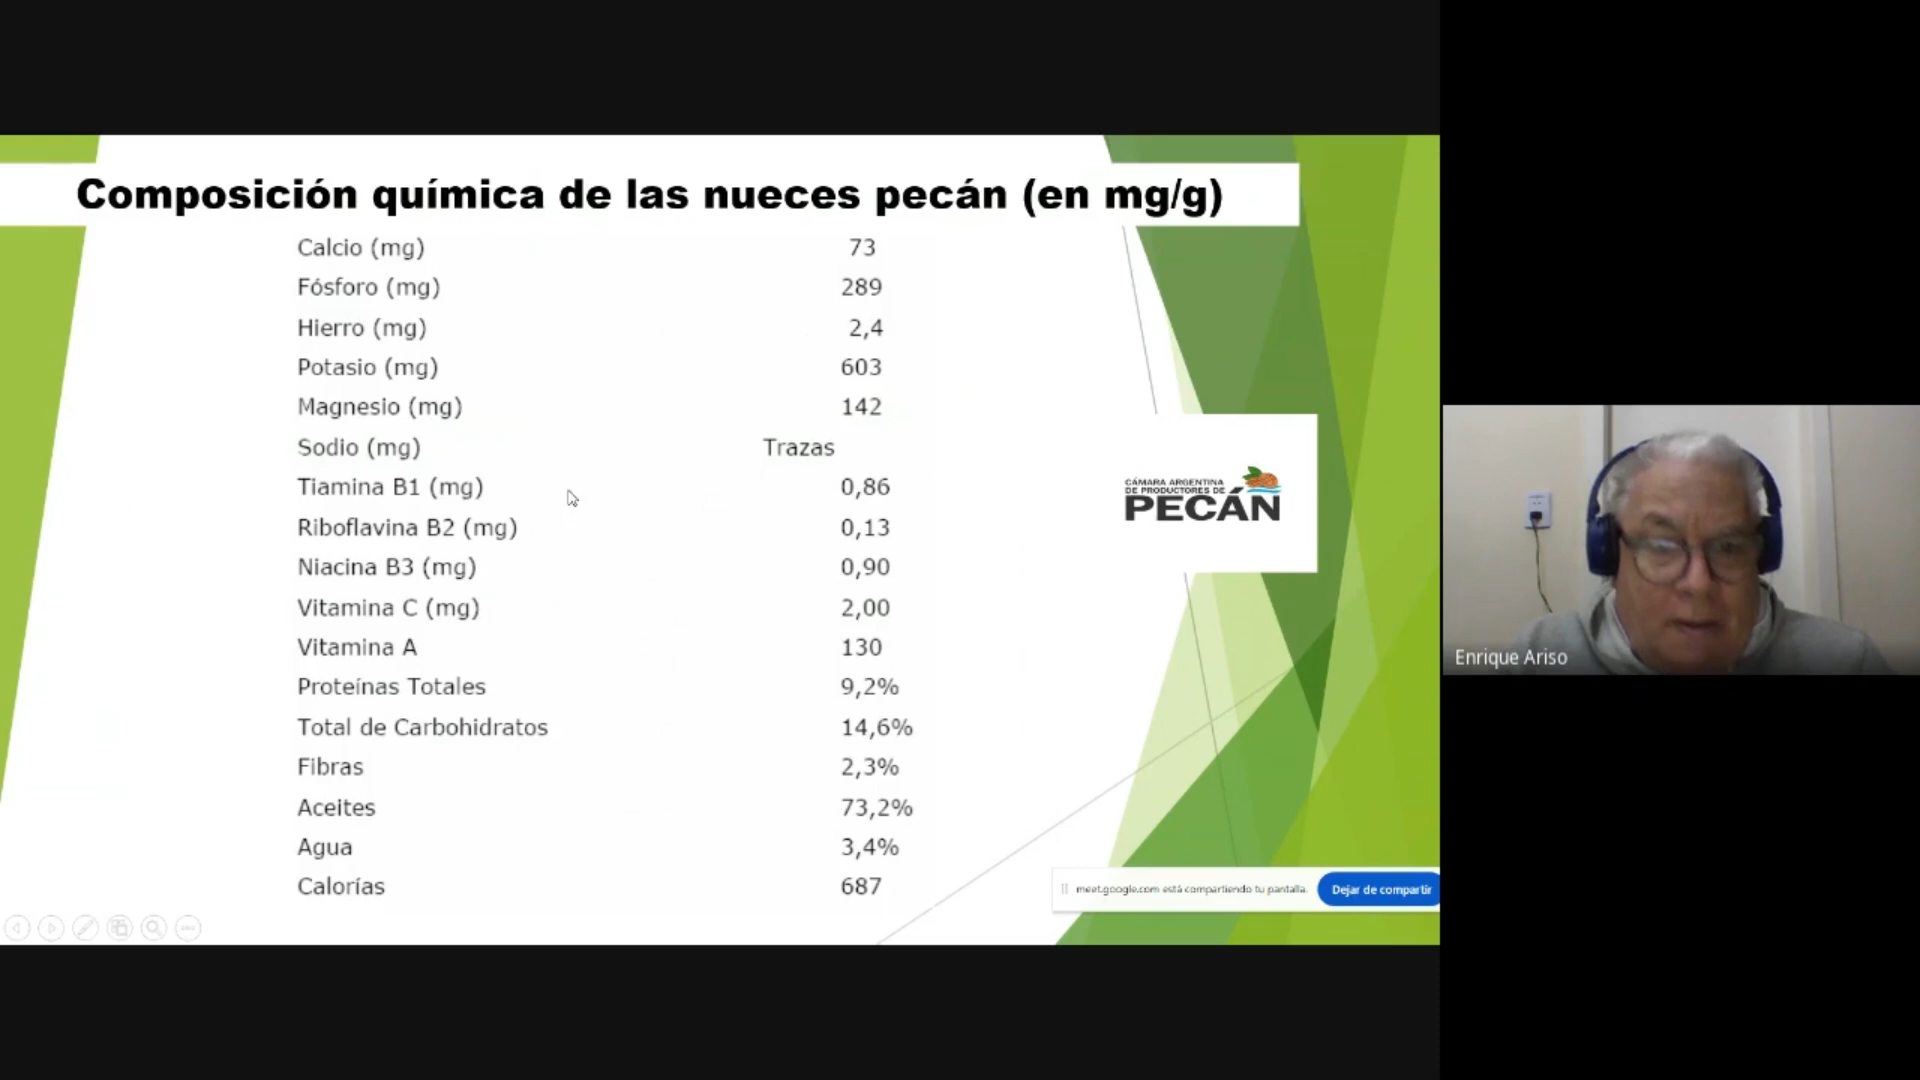 Composición química de las nueces pecán (en mg/g)
Calcio (mg) 73
Fósforo (mg) 289
Hierro (mg) 2,4
Potasio (mg) 603
Magnesio (mg) 142
Sodio (mg) Trazas
Tiamina B1 (mg) 0,86
Riboflavina B2 (mg) 0,13
Niacina B3 (mg) 0,90
Vitamina C (mg) 2,00
Vitamina A 130
Proteínas Totales 9,2%
Total de Carbohidratos 14,6%
Fibras 2,3%
Aceites 73,2%
Agua 3,4%
Calorías 687
CÁMARA ARGENTINA
DE PRODUCTORES DE
PECÁN
meet.google.com está compartiendo tu pantalla.
Dejar de compartir
Enrique Ariso